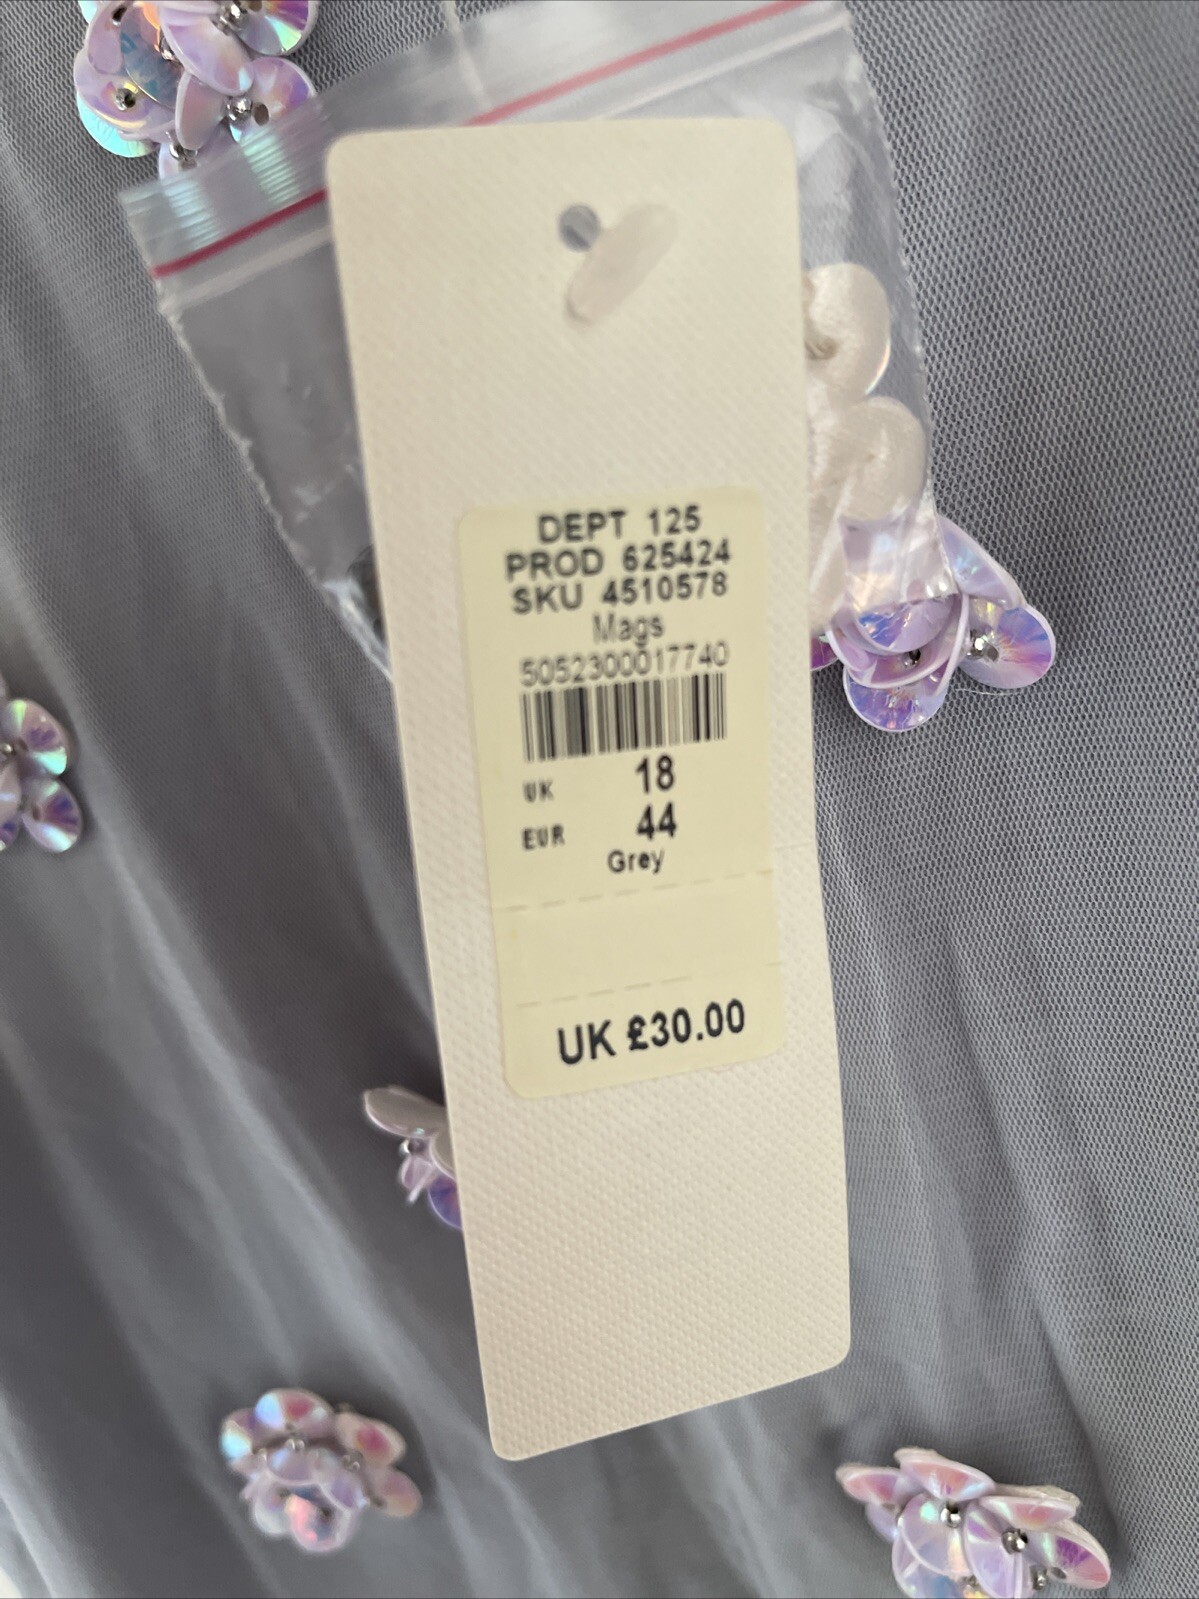 DEPT 125
PROD 625424
SKU 4510578
Mags
5052300017740
UK 18
EUR 44
Grey
UK £30.00